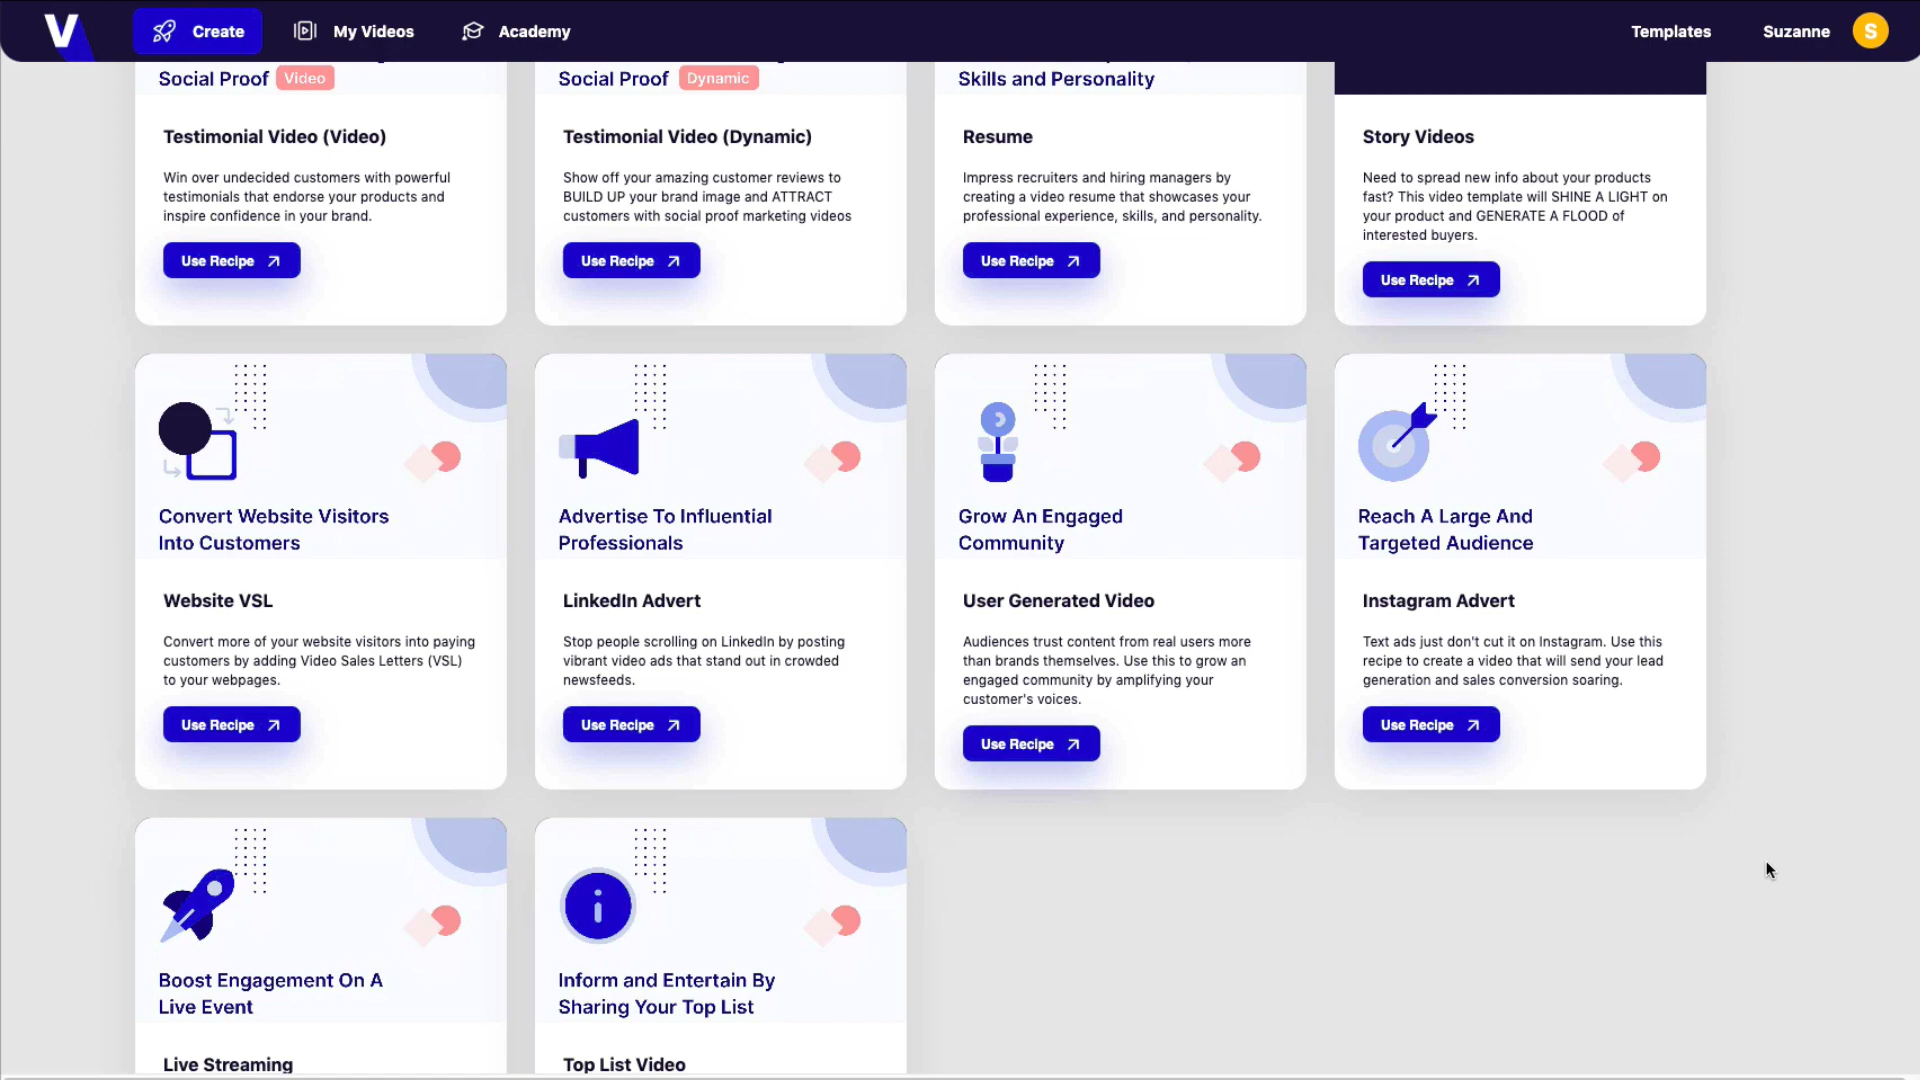 V
Create
My Videos
Academy
Templates
Suzanne
S
Social Proof Video
Social Proof Dynamic
Skills and Personality
Testimonial Video (Video)
Win over undecided customers with powerful
testimonials that endorse your products and
inspire confidence in your brand.
Use Recipe
Testimonial Video (Dynamic)
Show off your amazing customer reviews to
BUILD UP your brand image and ATTRACT
customers with social proof marketing videos
Use Recipe
Resume
Impress recruiters and hiring managers by
creating a video resume that showcases your
professional experience, skills, and personality.
Use Recipe
Story Videos
Need to spread new info about your products
fast? This video template will SHINE A LIGHT on
your product and GENERATE A FLOOD of
interested buyers.
Use Recipe
Convert Website Visitors
Into Customers
Website VSL
Convert more of your website visitors into paying
customers by adding Video Sales Letters (VSL)
to your webpages.
Use Recipe
Advertise To Influential
Professionals
LinkedIn Advert
Stop people scrolling on LinkedIn by posting
vibrant video ads that stand out in crowded
newsfeeds.
Use Recipe
Grow An Engaged
Community
User Generated Video
Audiences trust content from real users more
than brands themselves. Use this to grow an
engaged community by amplifying your
customer's voices.
Use Recipe
Reach A Large And
Targeted Audience
Instagram Advert
Text ads just don't cut it on Instagram. Use this
recipe to create a video that will send your lead
generation and sales conversion soaring.
Use Recipe
Boost Engagement On A
Live Event
Live Streaming
Inform and Entertain By
Sharing Your Top List
Top List Video